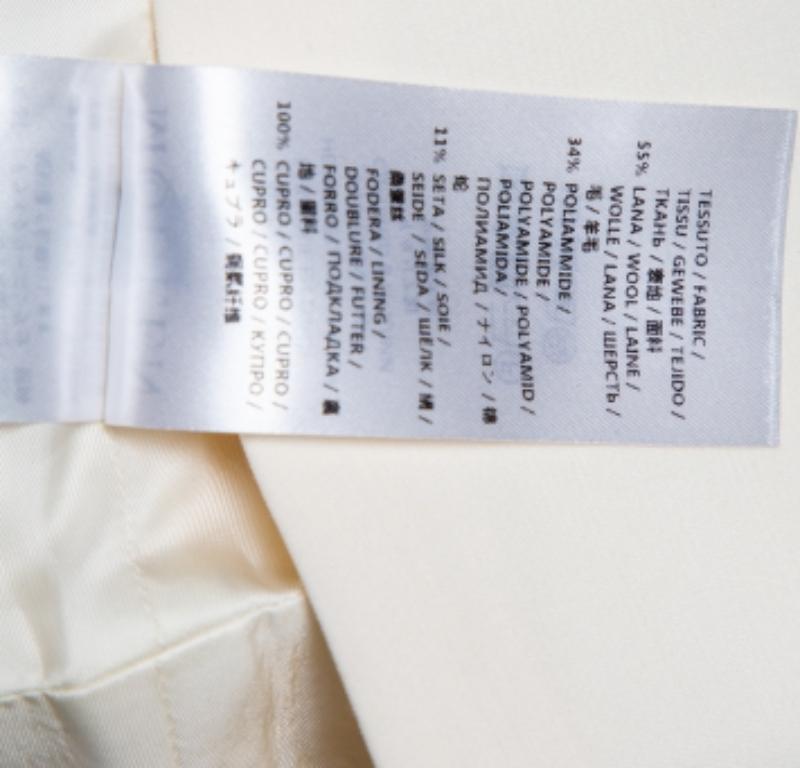 TESSUTO / FABRIC /
TISSU / GEWEBE / TEJIDO /
ТКАНЬ / 表地 / 面料
55% LANA / WOOL / LAINE /
WOLLE / LANA / ШЕРСТЬ /
毛 / 羊毛
34% POLIAMMIDE /
POLYAMIDE /
POLYAMIDE / POLYAMID /
POLIAMIDA /
ПОЛИАМИД / ナイロン / 锦
纶
11% SETA / SILK / SOIE /
SEIDE / SEDA / ШЕЛК / 絹 /
桑蚕丝
FODERA / LINING /
DOUBLURE / FUTTER /
FORRO / ПОДКЛАДКА / 裏
地 / 里料
100% CUPRO / CUPRO / CUPRO /
CUPRO / CUPRO / КУПРО /
キュプラ / 铜氨纤维